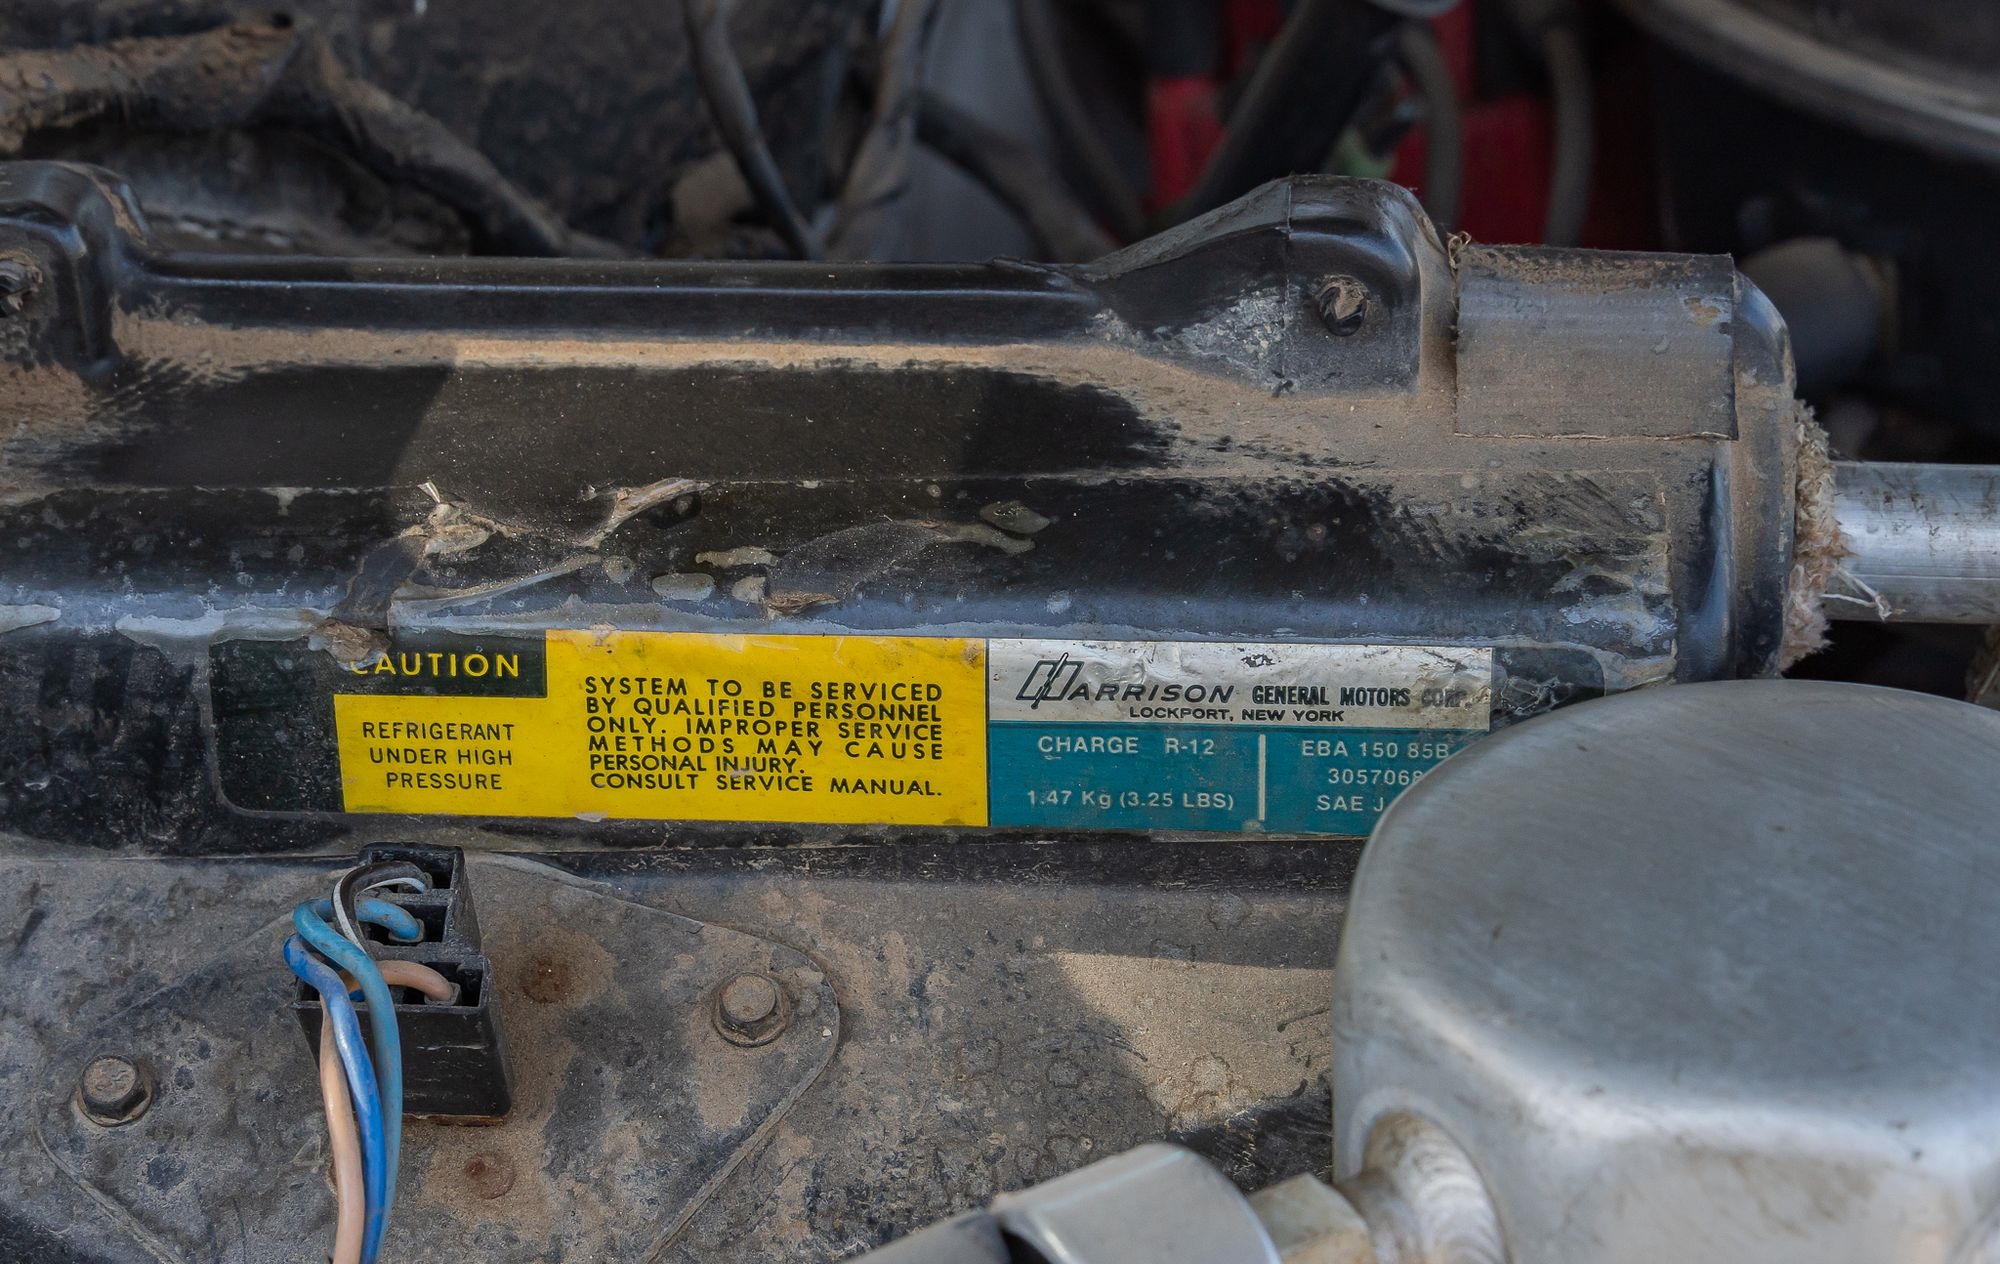 CAUTION
REFRIGERANT
UNDER HIGH
PRESSURE
SYSTEM TO BE SERVICED
BY QUALIFIED PERSONNEL
ONLY. IMPROPER SERVICE
METHODS MAY CAUSE
PERSONAL INJURY.
CONSULT SERVICE MANUAL.
HARRISON GENERAL MOTORS CORP.
LOCKPORT, NEW YORK
CHARGE R-12
1.47 Kg (3.25 LBS)
EBA 150 85B
SAE J